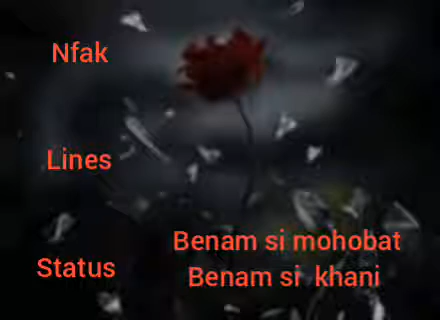 Nfak
Lines
Benam si mohobat
Status
Benam si khani